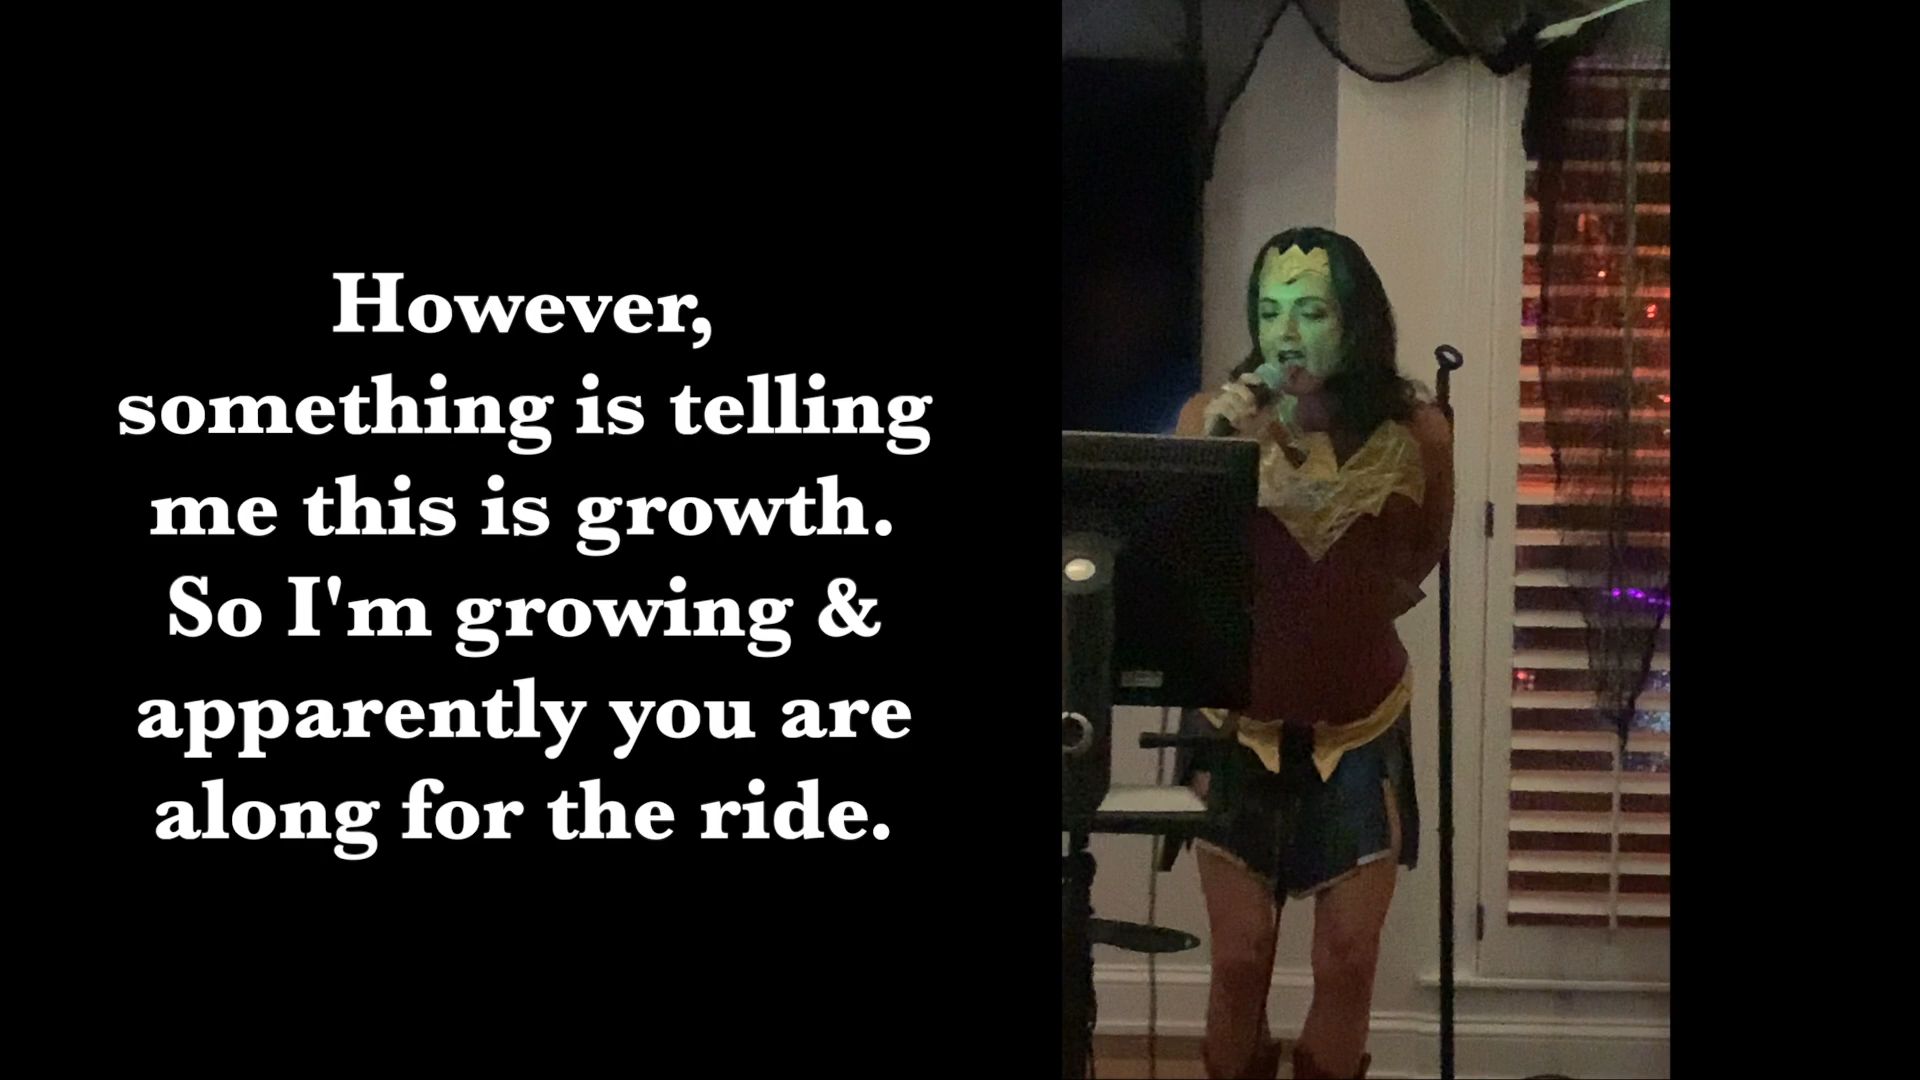 However,
something is telling
me this is growth.
So I'm growing &
apparently you are
along for the ride.